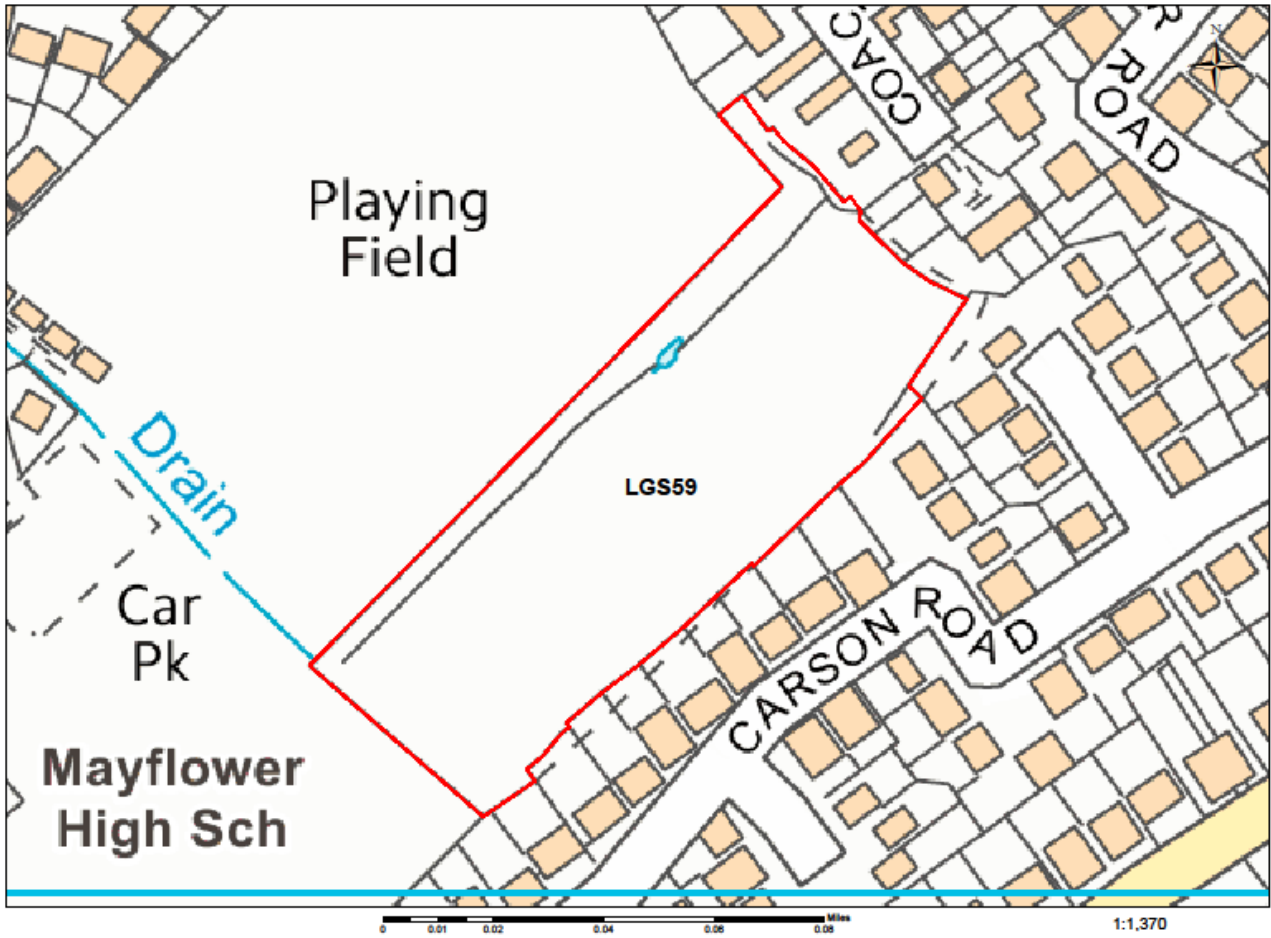 COAC
R ROAD
N
Playing
Field
Drain
LGS59
Car
Pk
CARSON ROAD
Mayflower
High Sch
Miles
0 0.01 0.02 0.04 0.06 0.08
1:1,370